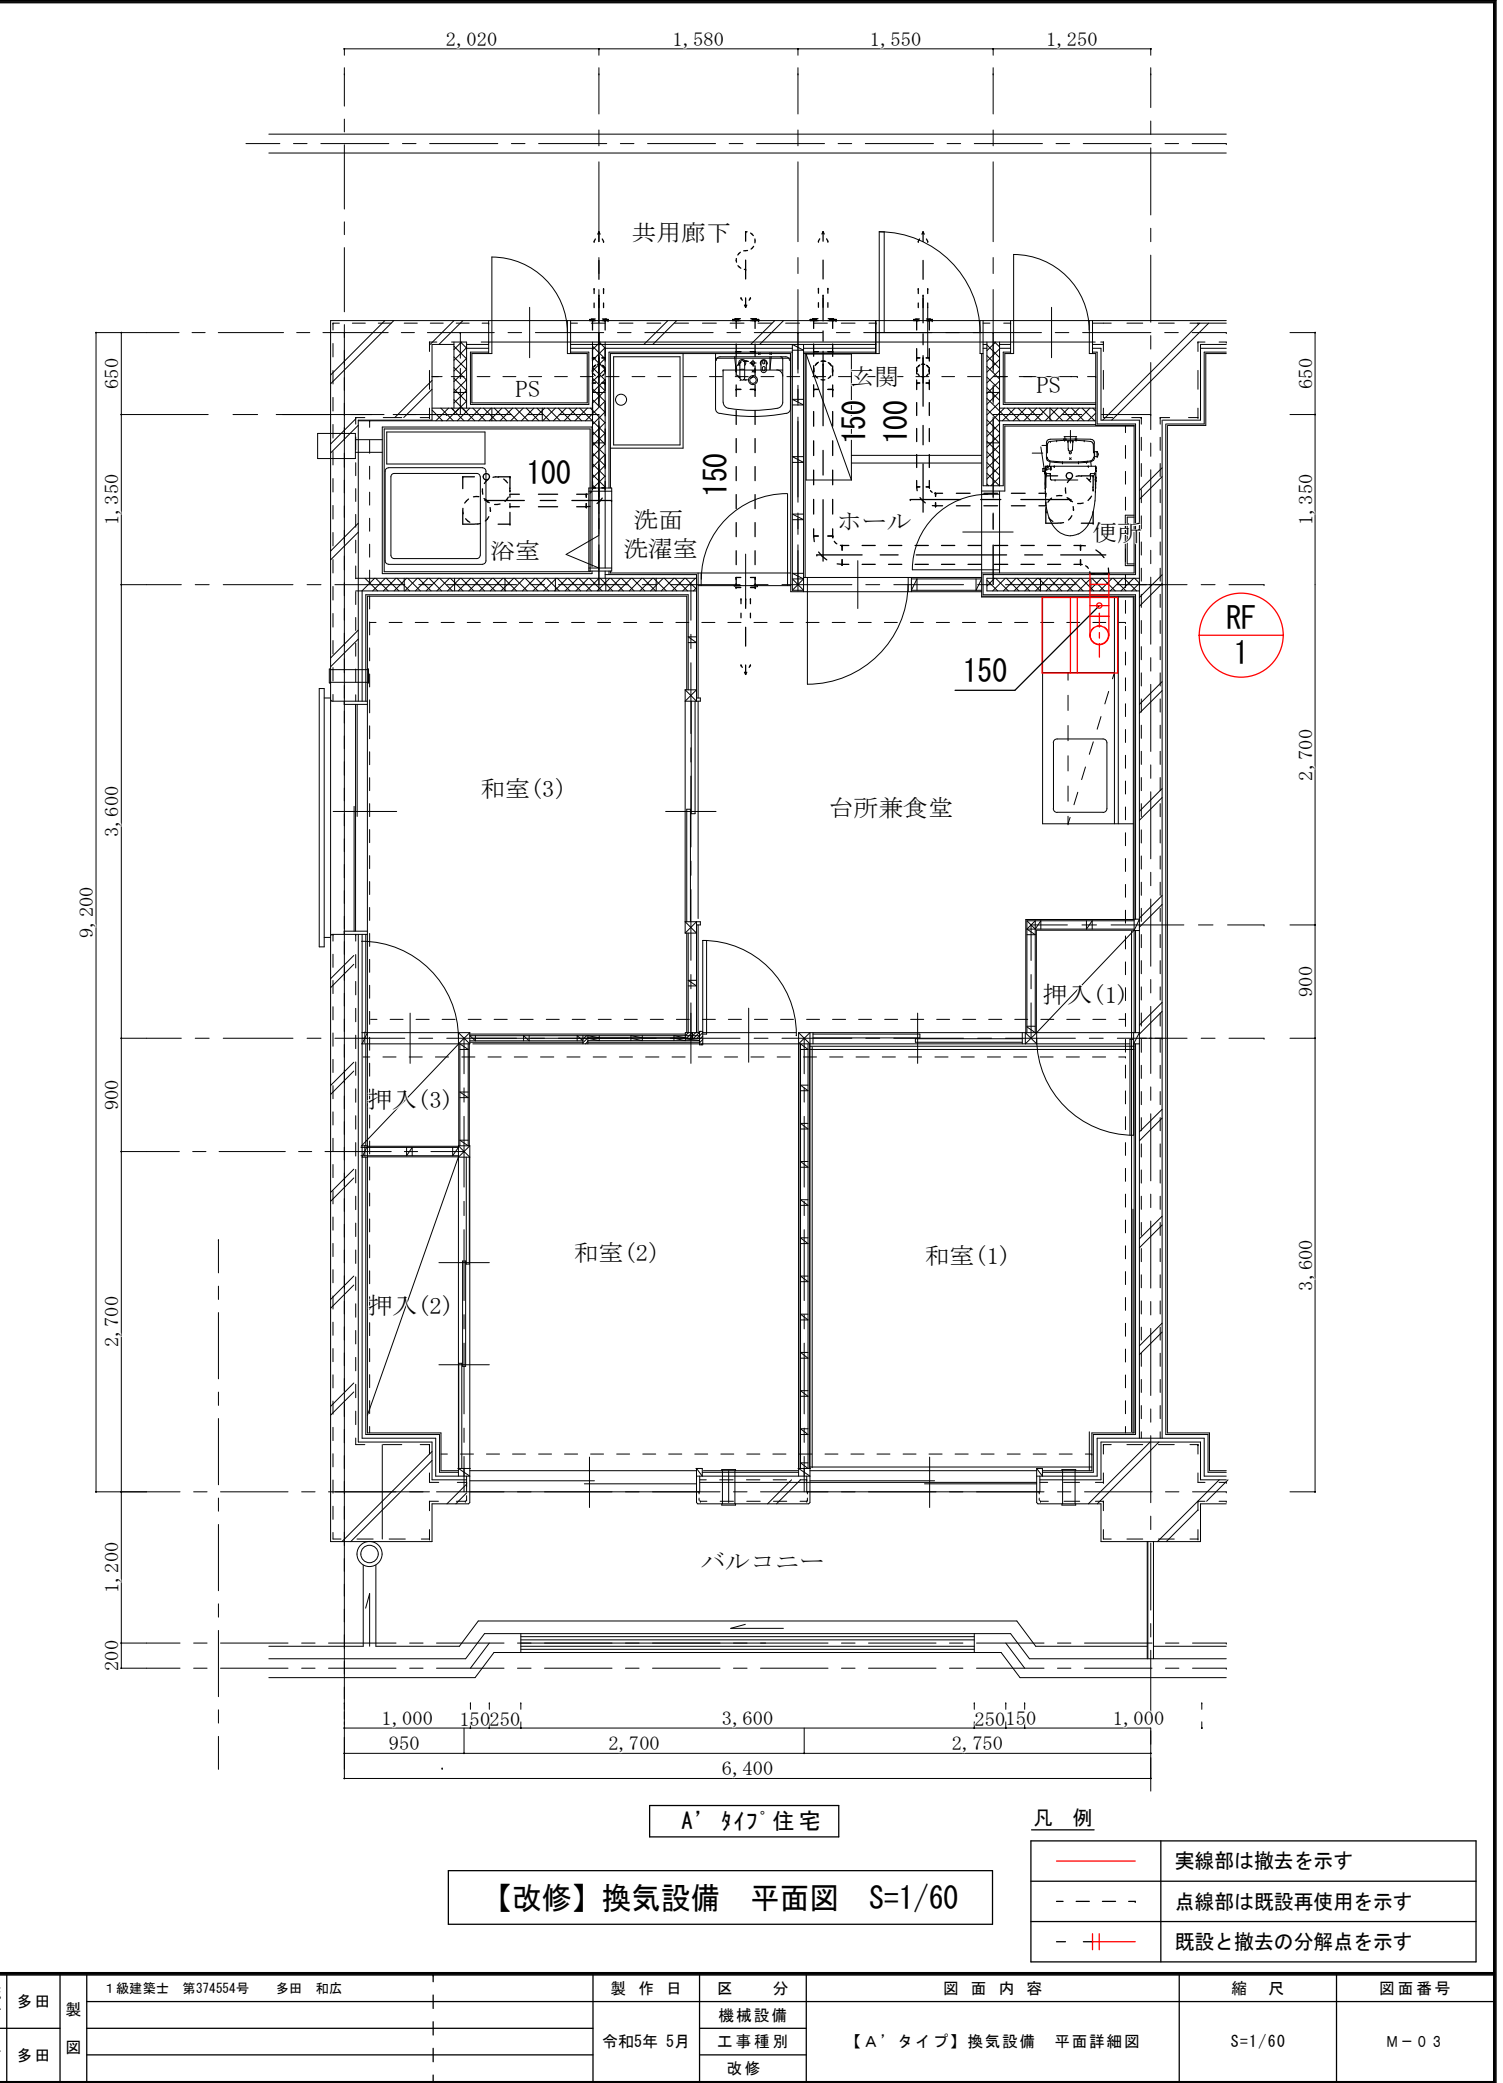 2,020
1,580
1,550
1,250
共用廊下
650
PS
玄関
PS
650
150
100
100
150
1,350
洗面
洗濯室
ホール
便所
1,350
浴室
RF
1
150
和室(3)
台所兼食堂
2,700
3,600
9,200
押入(1)
900
押入(3)
900
和室(2)
和室(1)
3,600
押入(2)
2,700
バルコニー
1,200
200
1,000
150
250
3,600
250
150
1,000
950
2,700
2,750
6,400
A’ ﾀｲﾌﾟ住宅
凡 例
実線部は撤去を示す
【改修】換気設備 平面図 S=1/60
点線部は既設再使用を示す
既設と撤去の分解点を示す
多田
製図
1級建築士 第374554号 多田 和広
製作日
区 分
図面内容
縮 尺
図面番号
機械設備
多田
令和5年 5月
工事種別
【A’タイプ】換気設備 平面詳細図
S=1/60
M－03
改修